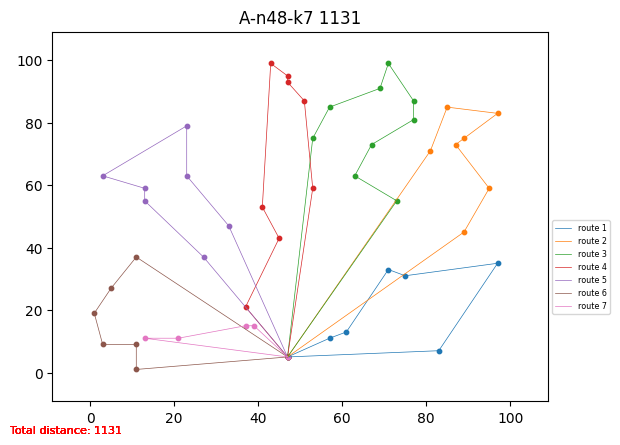 A-n48-k7 1131
100
80
60
40
20
0
0 20 40 60 80 100
route 1
route 2
route 3
route 4
route 5
route 6
route 7
Total distance: 1131